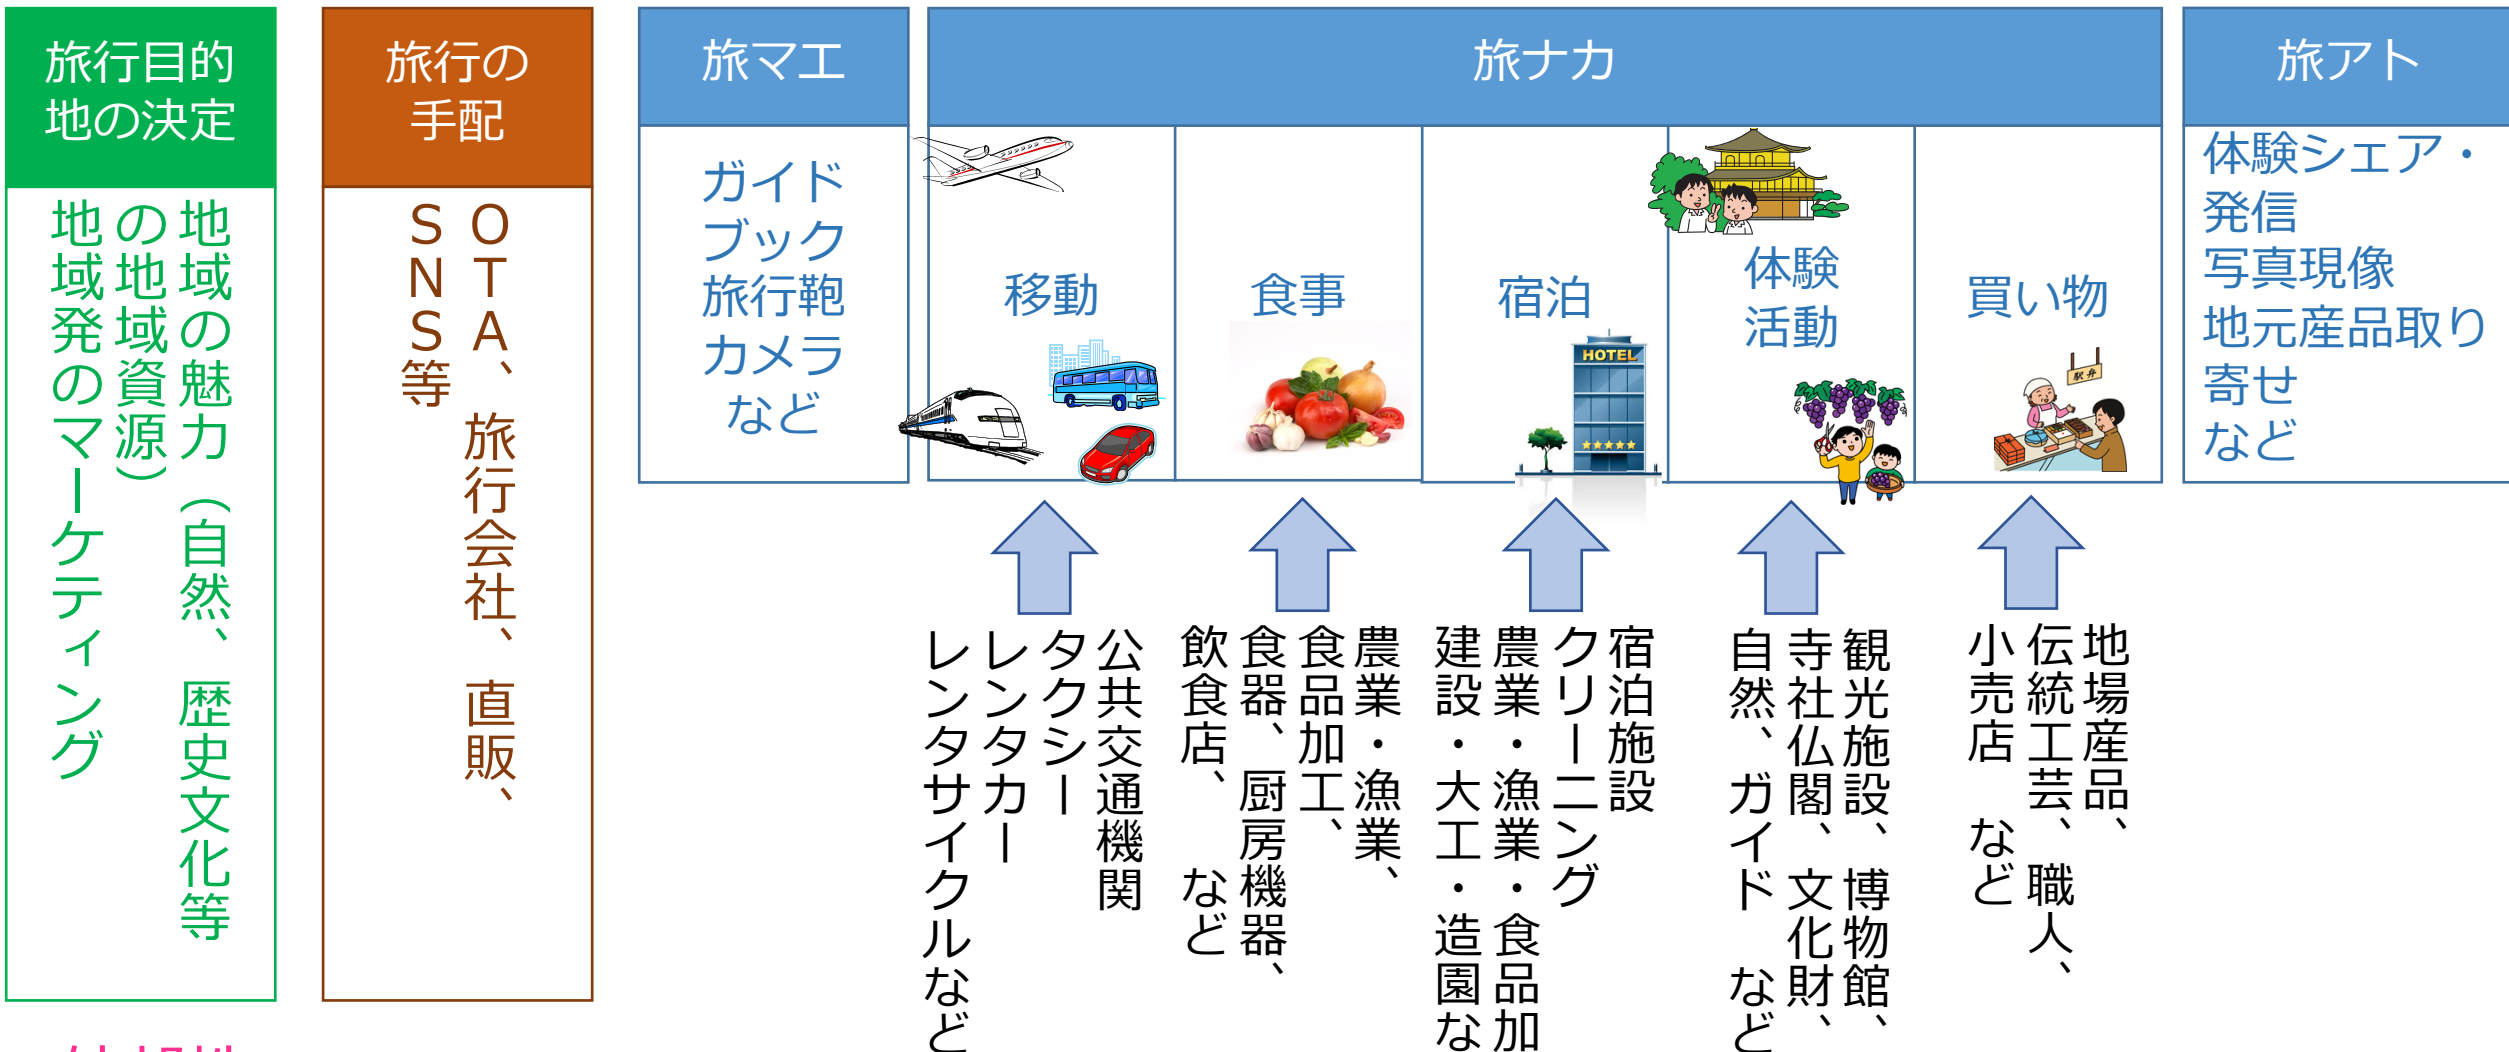 旅行目的
地の決定
地域の魅力（自然、歴史文化等
の地域資源）
地域発のマーケティング
旅行の
手配
OTA、旅行会社、直販、
SNS等
旅マエ
ガイド
ブック
旅行鞄
カメラ
など
旅ナカ
移動
食事
宿泊
HOTEL
体験
活動
買い物
駅弁
旅アト
体験シェア・
発信
写真現像
地元産品取り
寄せ
など
公共交通機関
タクシー
レンタカー
レンタサイクルなど
農業・漁業、
食品加工、
食器、厨房機器、
飲食店、 など
宿泊施設
クリーニング
農業・漁業・食品加
建設・大工・造園な
観光施設、博物館、
寺社仏閣、文化財、
自然、ガイド など
地場産品、
伝統工芸、職人、
小売店 など